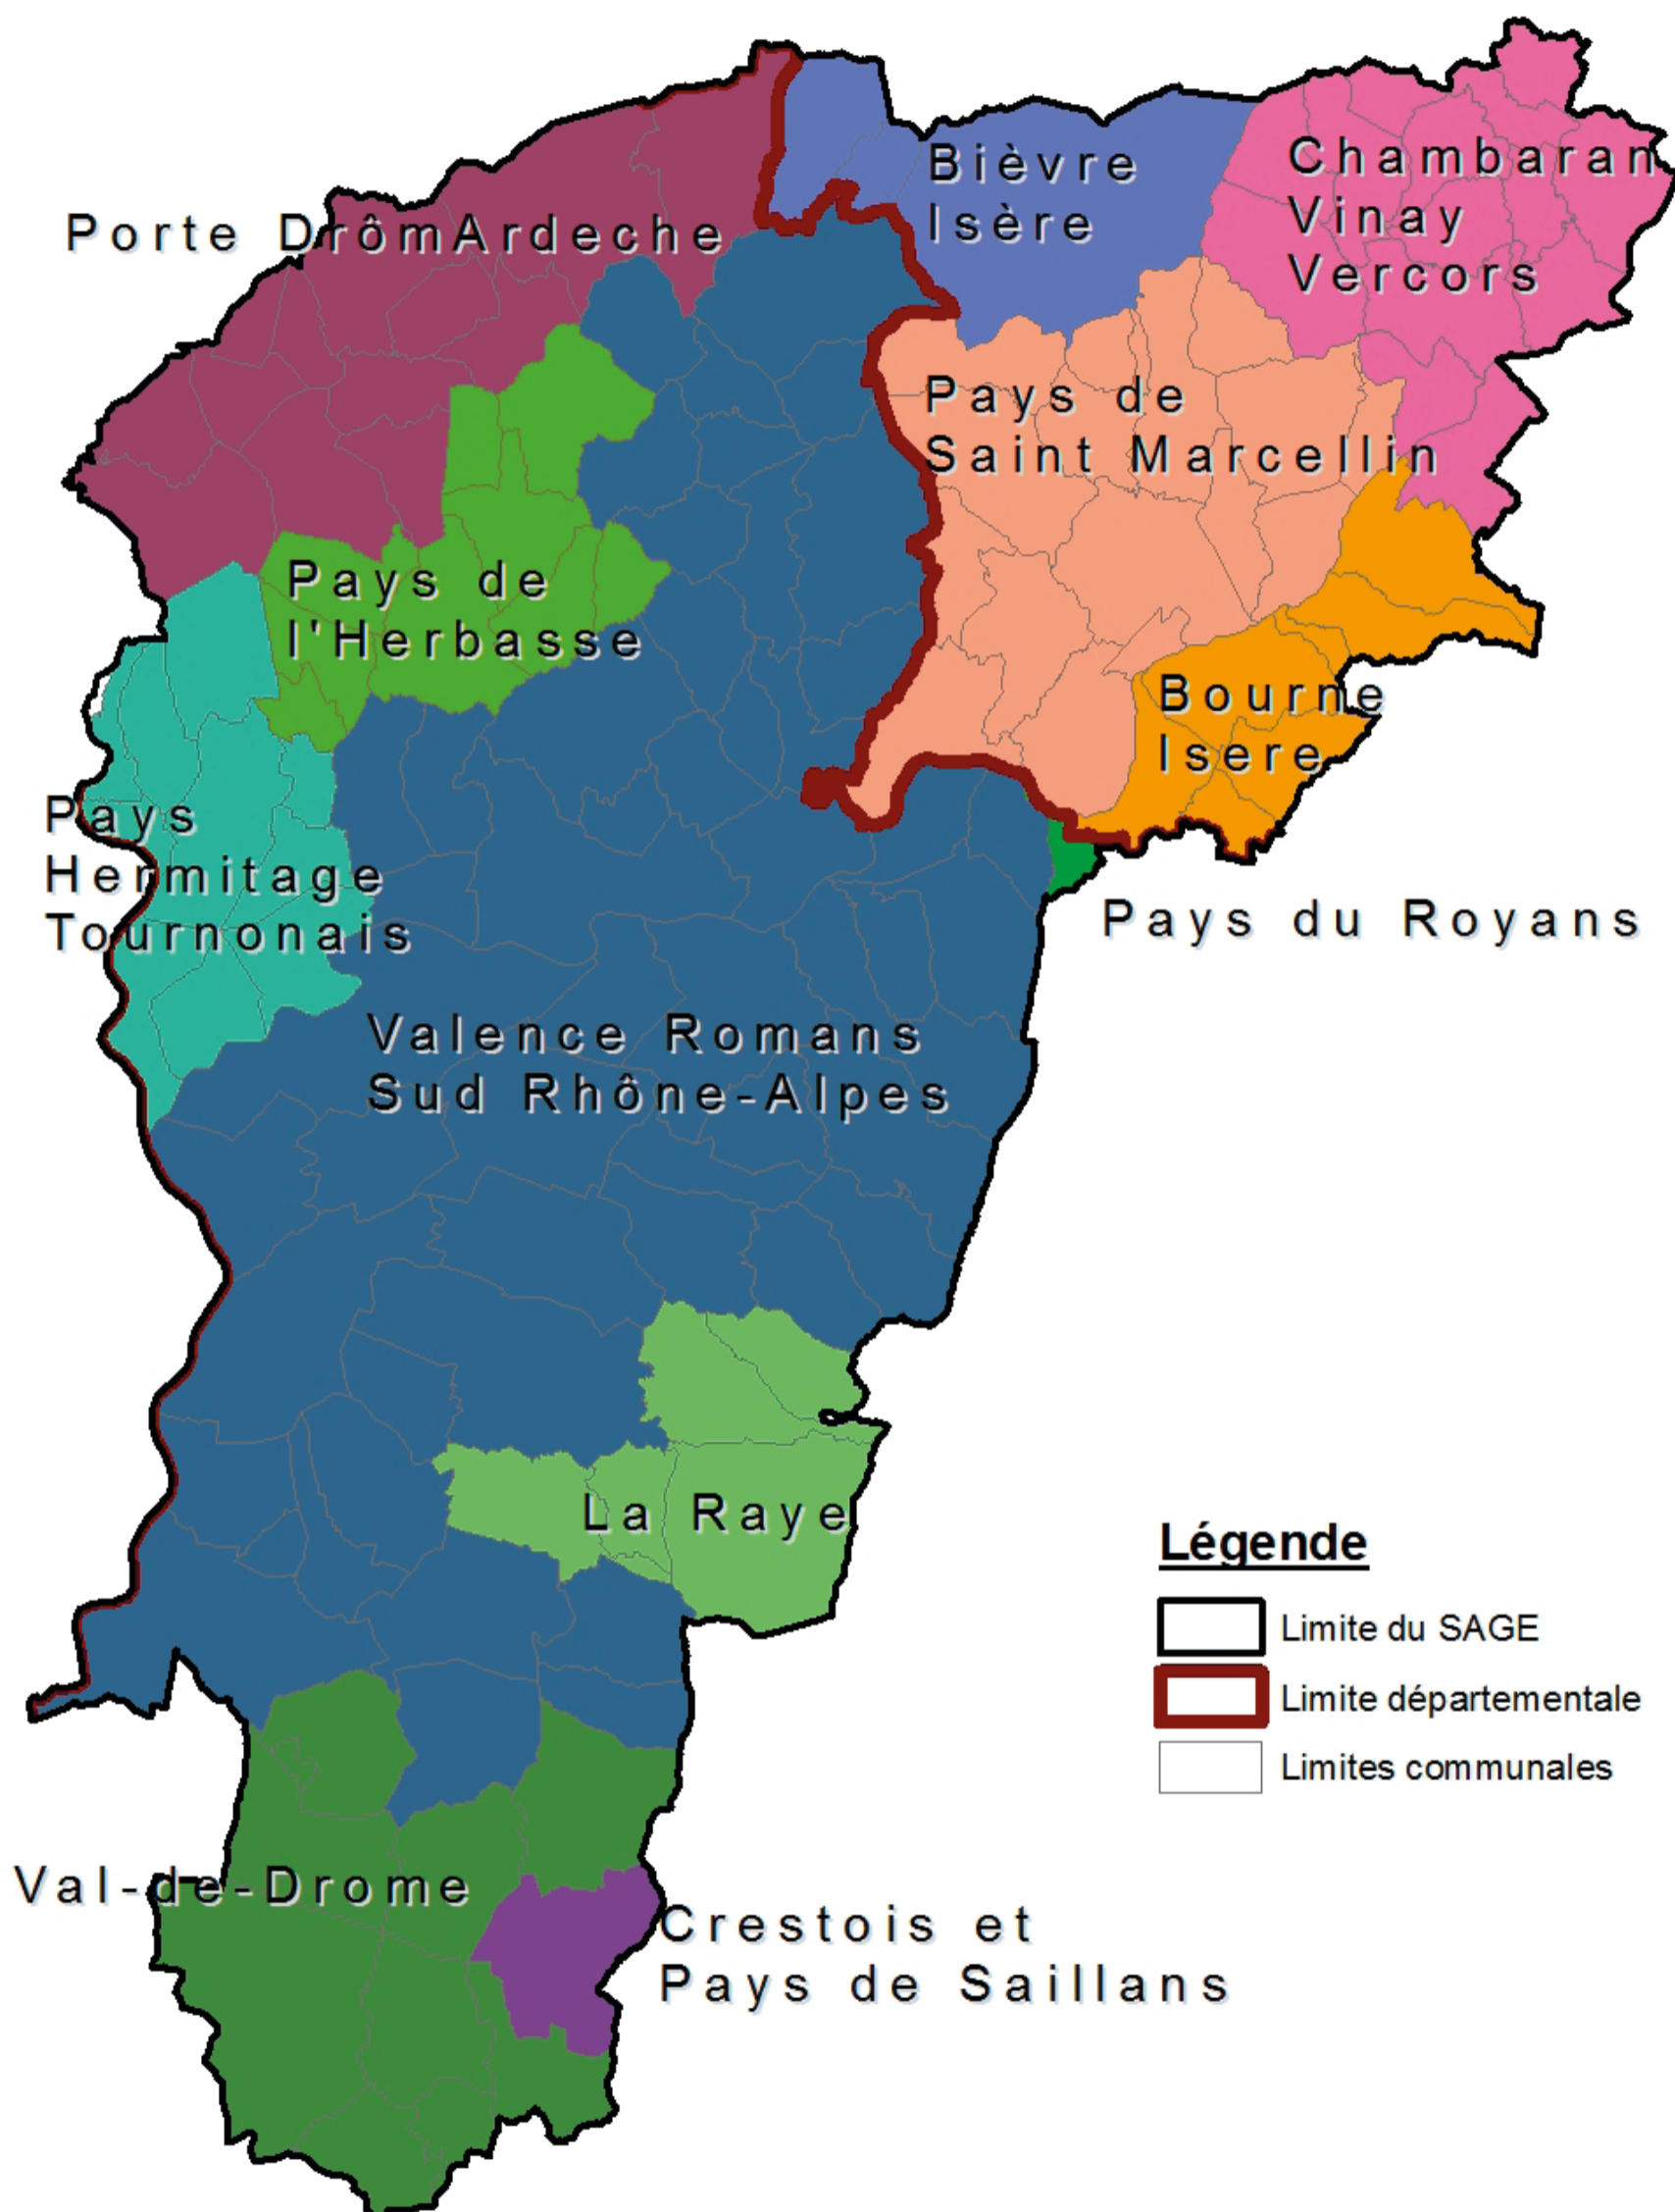 Porte DrômArdeche
Bièvre
Isère
Chambaran
Vinay
Vercors
Pays de
Saint Marcellin
Pays de
l'Herbasse
Bourne
Isere
Pays
Hermitage
Tournonais
Pays du Royans
Valence Romans
Sud Rhône-Alpes
La Raye
Légende
Limite du SAGE
Limite départementale
Limites communales
Val-de-Drome
Crestois et
Pays de Saillans